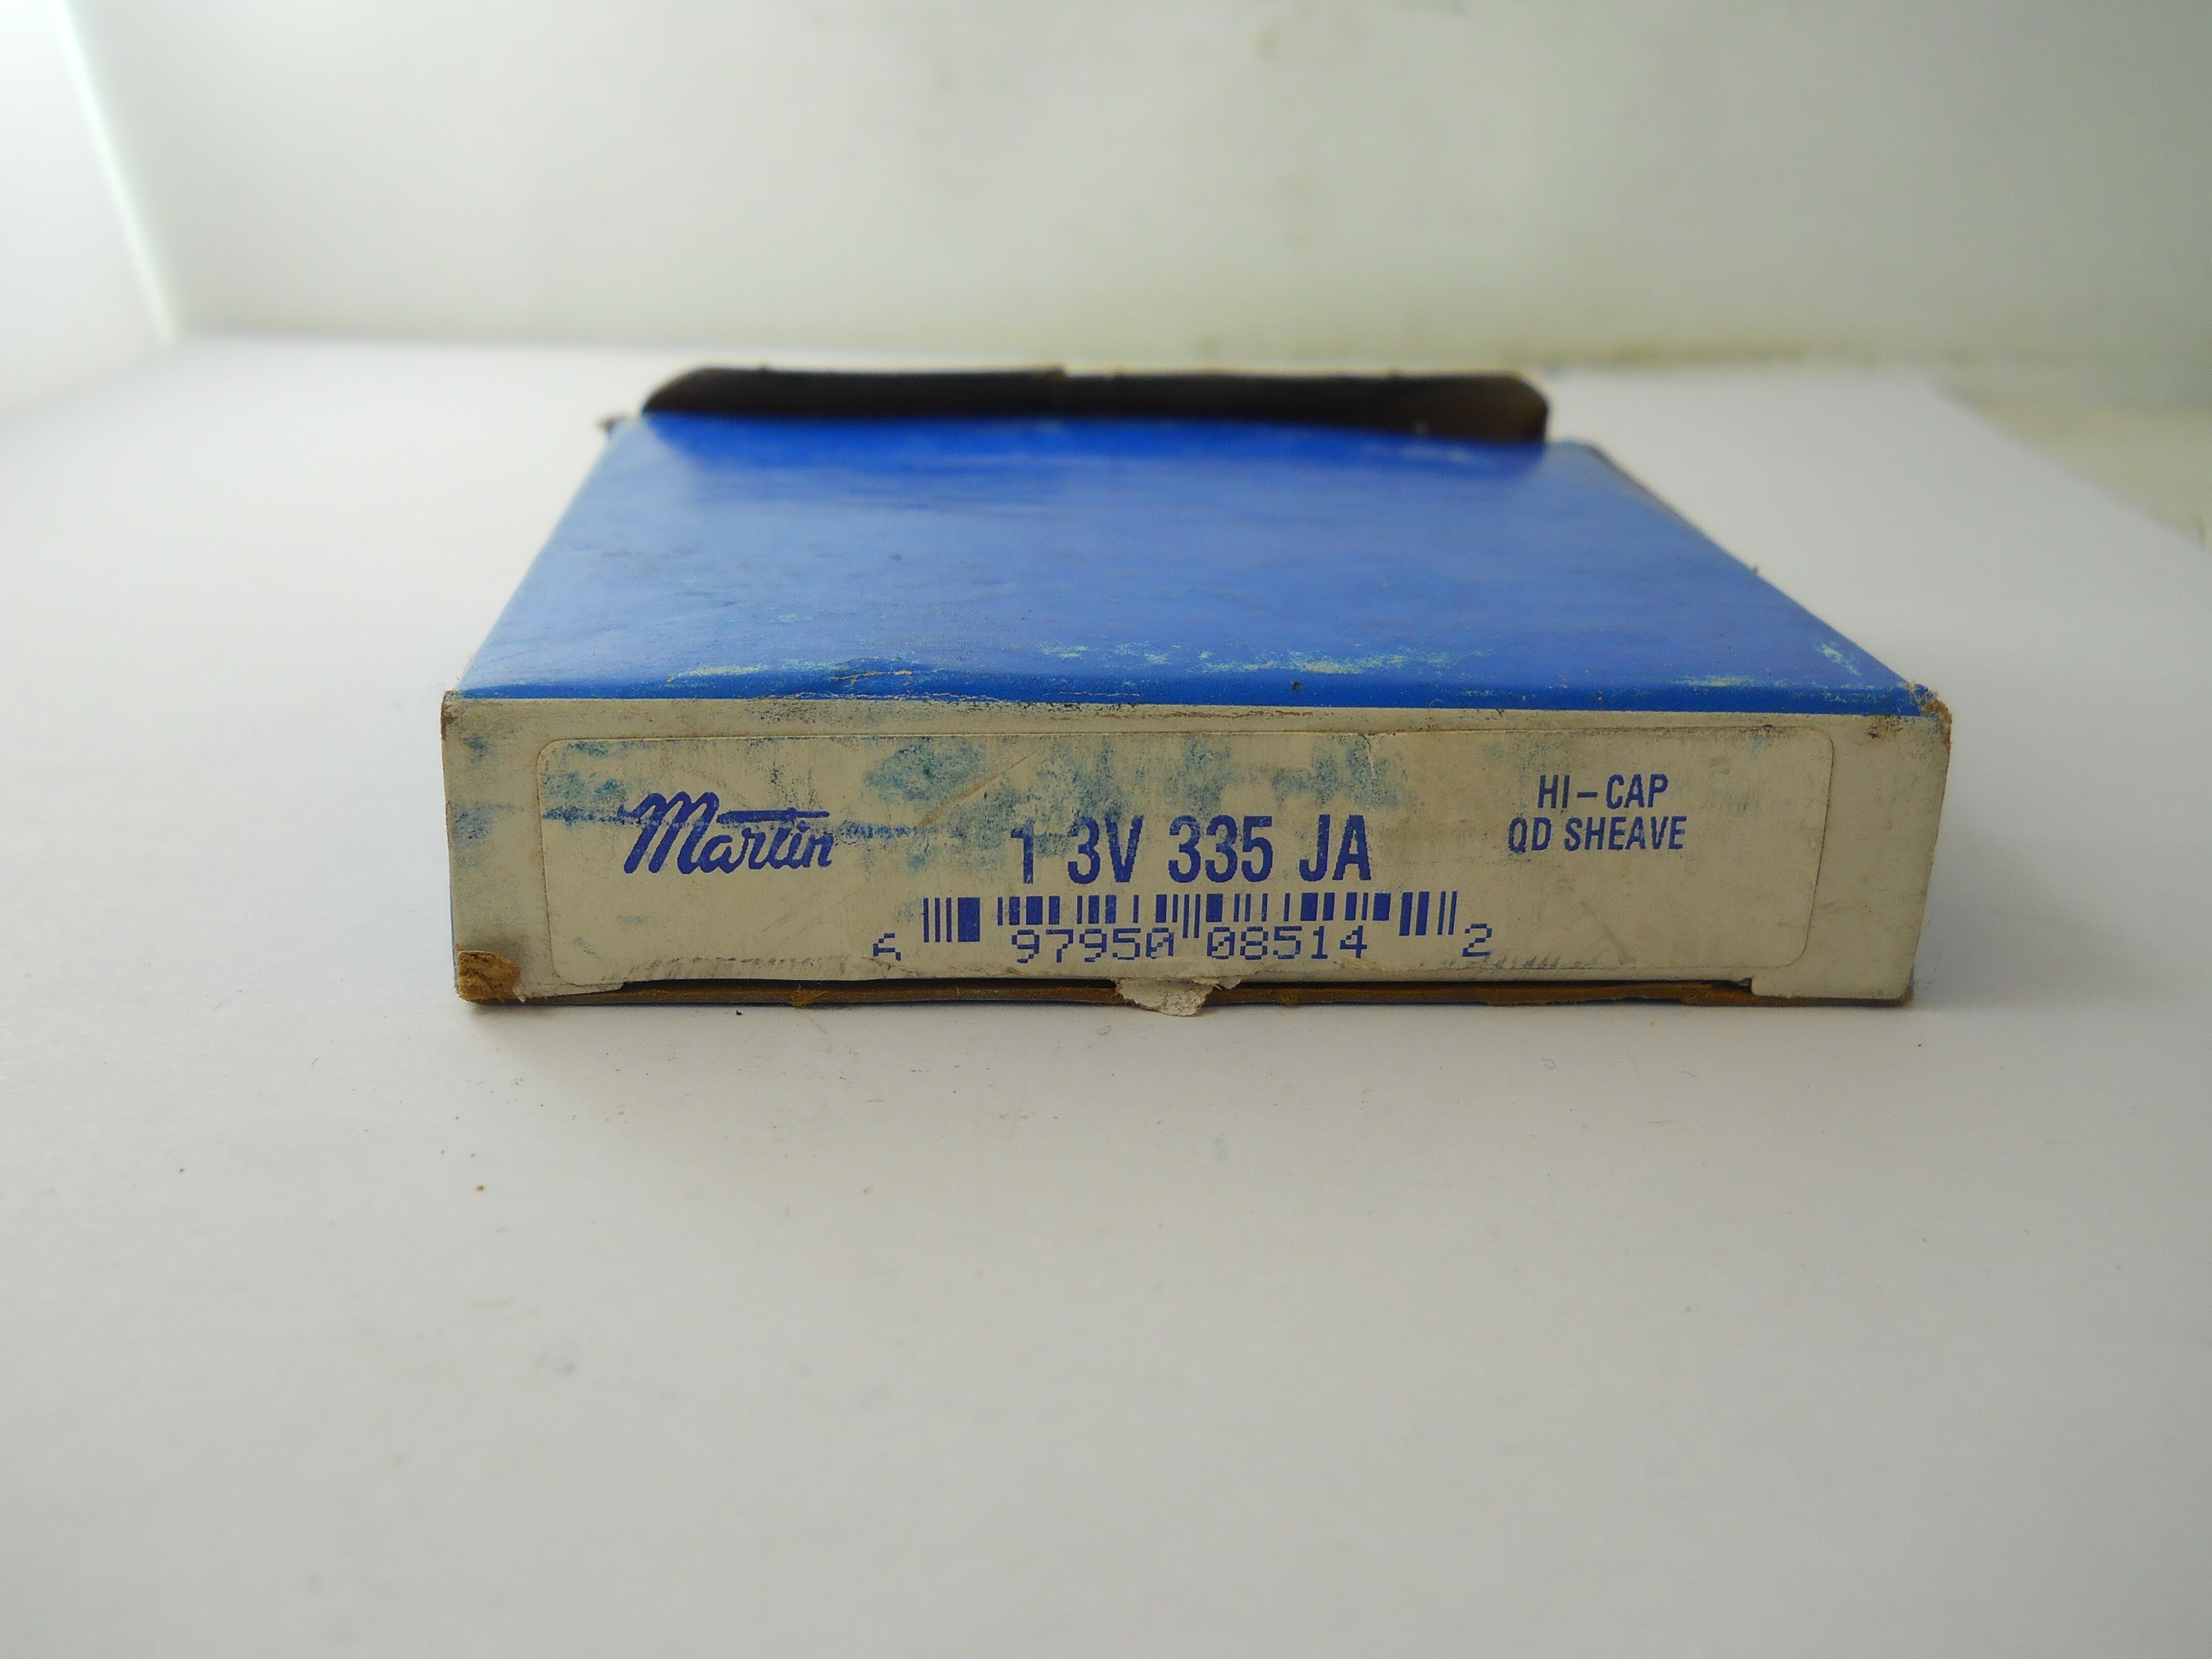 Martin
1 3V 335 JA
HI-CAP
QD SHEAVE
6 97950 08514 2